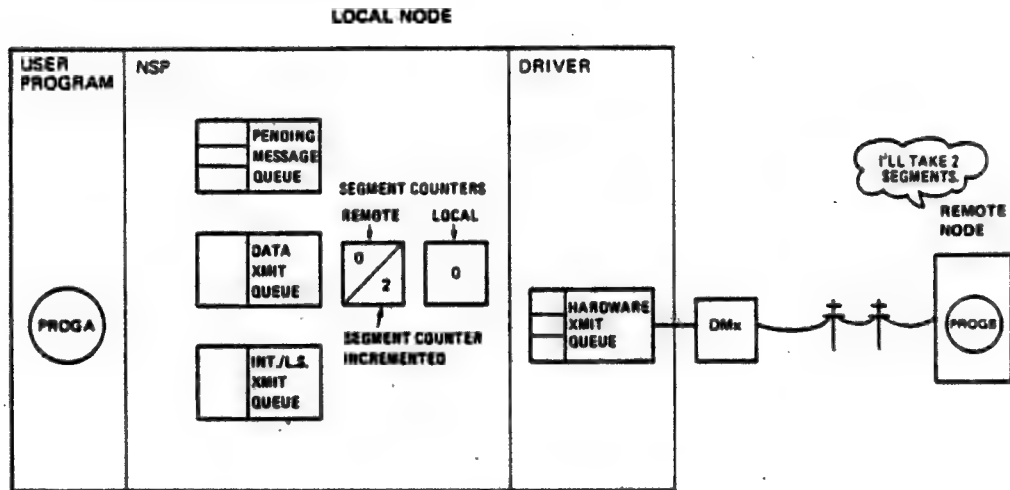 LOCAL NODE
USER
PROGRAM
NSP
DRIVER
PENDING
MESSAGE
QUEUE
I'LL TAKE 2
SEGMENTS.
SEGMENT COUNTERS
REMOTE
LOCAL
REMOTE
NODE
DATA
XMIT
QUEUE
0
2
0
PROGA
HARDWARE
XMIT
QUEUE
DMx
PROGB
SEGMENT COUNTER
INCREMENTED
INT./L.S.
XMIT
QUEUE